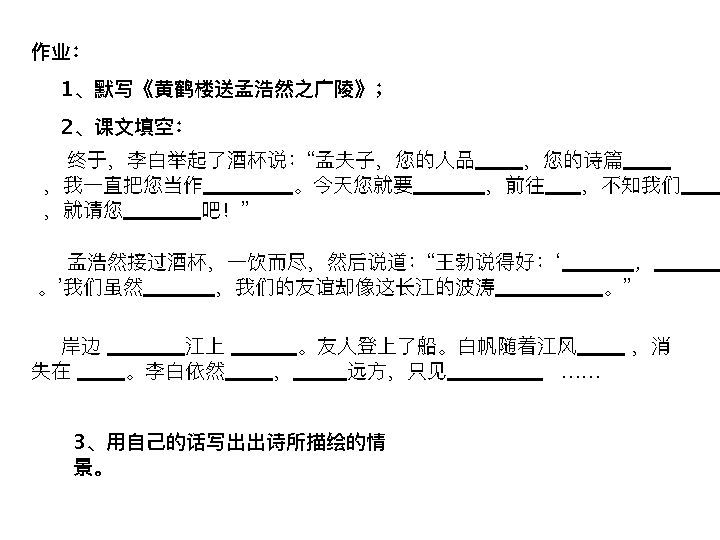 作业：
1、默写《黄鹤楼送孟浩然之广陵》；
2、课文填空：
终于，李白举起了酒杯说：“孟夫子，您的人品_____，您的诗篇_____
，我一直把您当作_________。今天您就要_______，前往____，不知我们____
，就请您________吧！”
孟浩然接过酒杯，一饮而尽，然后说道：“王勃说得好：‘_______，_______
。’我们虽然_______，我们的友谊却像这长江的波涛___________。”
岸边 ________江上 _______。友人登上了船。白帆随着江风_____ ，消
失在 _____。李白依然_____，______远方，只见__________ ……
3、用自己的话写出出诗所描绘的情
景。